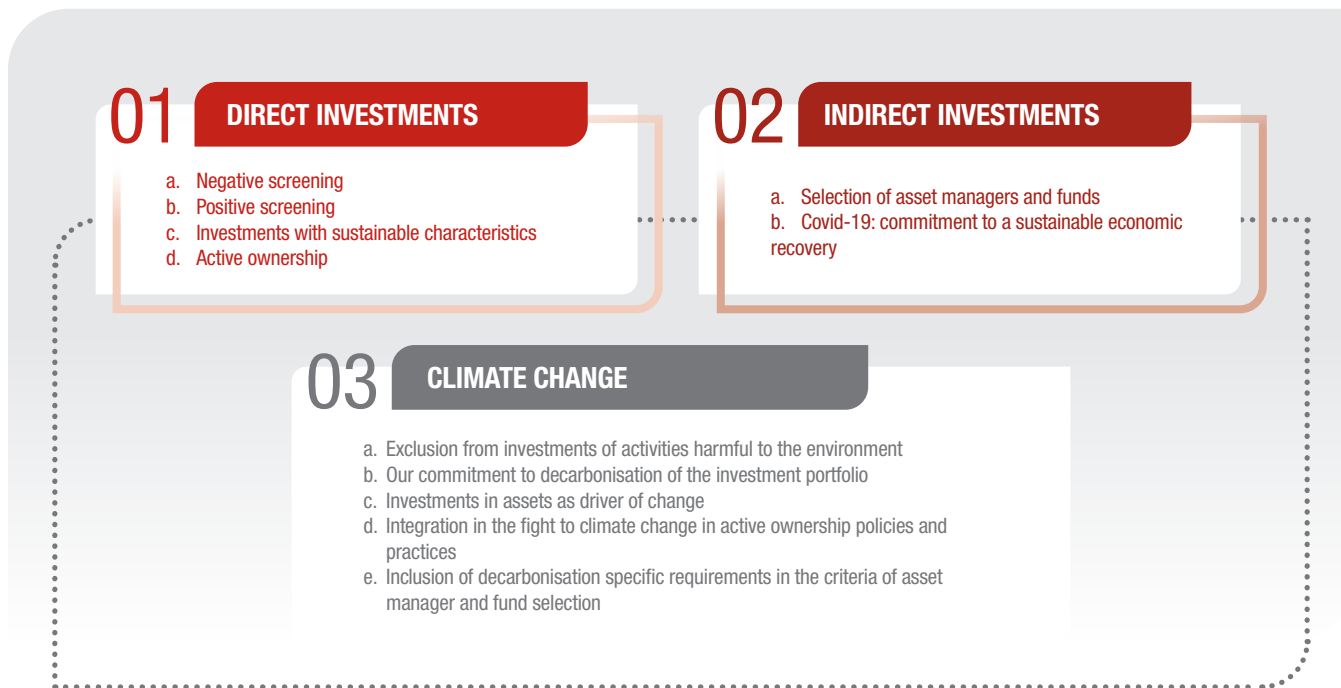 01 DIRECT INVESTMENTS
a. Negative screening
b. Positive screening
c. Investments with sustainable characteristics
d. Active ownership
02 INDIRECT INVESTMENTS
a. Selection of asset managers and funds
b. Covid-19: commitment to a sustainable economic
recovery
03 CLIMATE CHANGE
a. Exclusion from investments of activities harmful to the environment
b. Our commitment to decarbonisation of the investment portfolio
c. Investments in assets as driver of change
d. Integration in the fight to climate change in active ownership policies and
practices
e. Inclusion of decarbonisation specific requirements in the criteria of asset
manager and fund selection